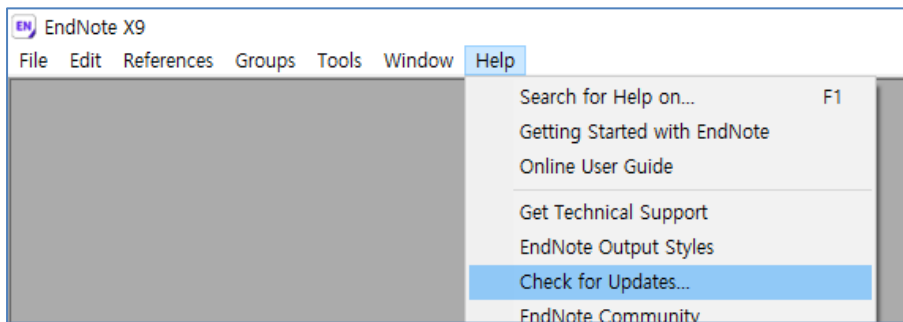 EN EndNote X9
File Edit References Groups Tools Window Help
Search for Help on... F1
Getting Started with EndNote
Online User Guide
Get Technical Support
EndNote Output Styles
Check for Updates...
EndNote Community